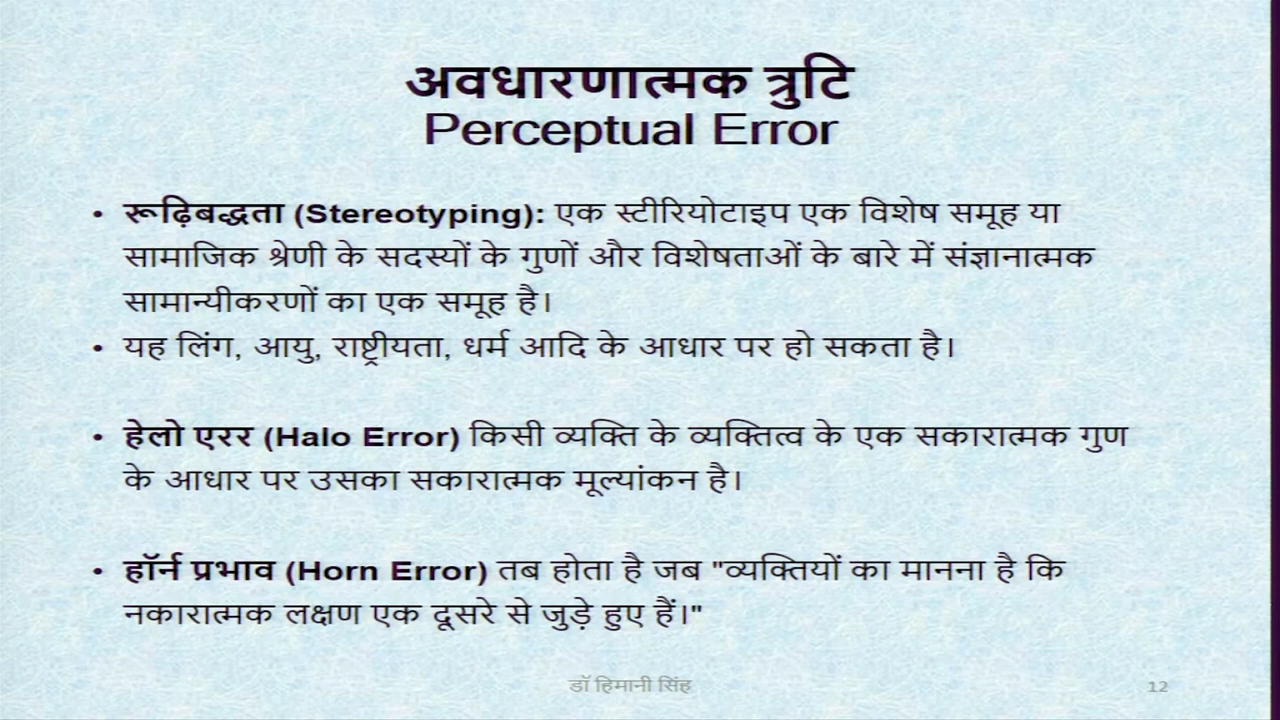 अवधारणात्मक त्रुटि
Perceptual Error
• रूढ़िबद्धता (Stereotyping): एक स्टीरियोटाइप एक विशेष समूह या
सामाजिक श्रेणी के सदस्यों के गुणों और विशेषताओं के बारे में संज्ञानात्मक
सामान्यीकरणों का एक समूह है।
• यह लिंग, आयु, राष्ट्रीयता, धर्म आदि के आधार पर हो सकता है।
• हेलो एरर (Halo Error) किसी व्यक्ति के व्यक्तित्व के एक सकारात्मक गुण
के आधार पर उसका सकारात्मक मूल्यांकन है।
• हॉर्न प्रभाव (Horn Error) तब होता है जब "व्यक्तियों का मानना है कि
नकारात्मक लक्षण एक दूसरे से जुड़े हुए हैं।"
डॉ हिमानी सिंह
12